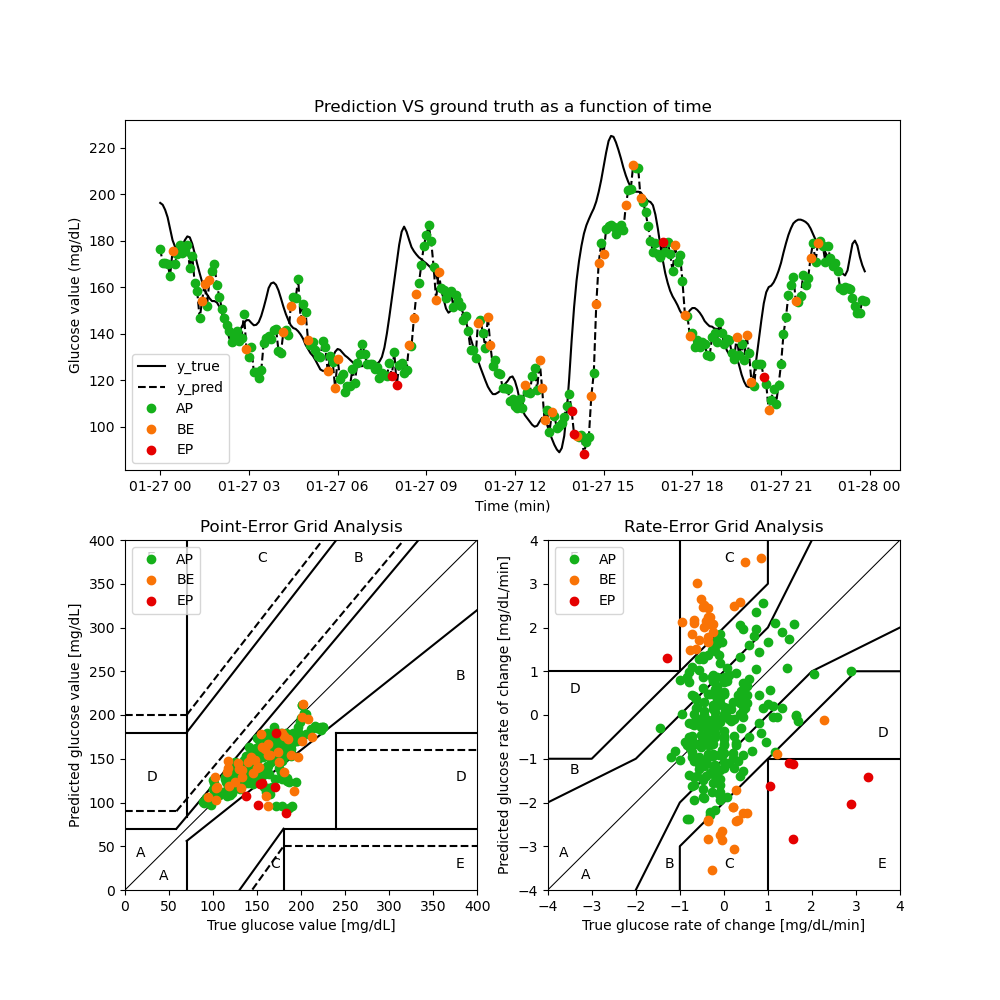 Prediction VS ground truth as a function of time
Glucose value (mg/dL)
220
200
180
160
140
120
100
y_true
y_pred
AP
BE
EP
01-27 00 01-27 03 01-27 06 01-27 09 01-27 12 01-27 15 01-27 18 01-27 21 01-28 00
Time (min)
Point-Error Grid Analysis
Predicted glucose value [mg/dL]
400
350
300
250
200
150
100
50
0
AP
BE
EP
C
B
B
D
D
A
A
C
E
0 50 100 150 200 250 300 350 400
True glucose value [mg/dL]
Rate-Error Grid Analysis
Predicted glucose rate of change [mg/dL/min]
4
3
2
1
0
−1
−2
−3
−4
AP
BE
EP
C
D
D
B
A
A
B
C
E
−4 −3 −2 −1 0 1 2 3 4
True glucose rate of change [mg/dL/min]